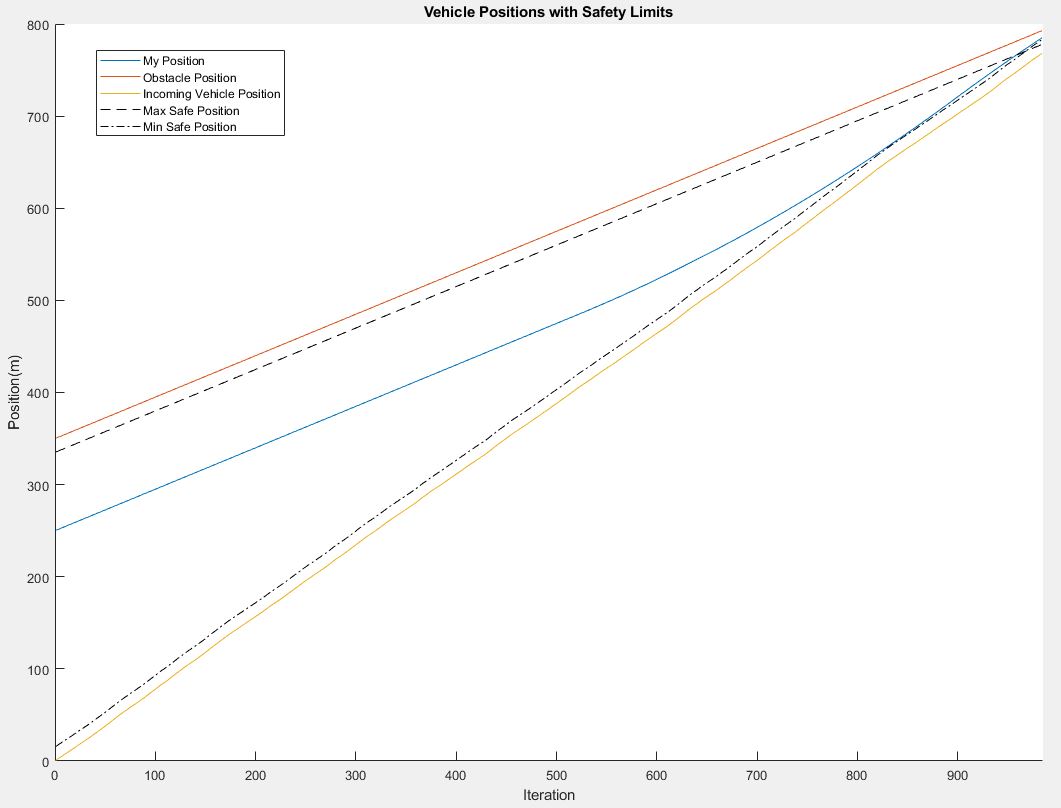 Vehicle Positions with Safety Limits
800
My Position
Obstacle Position
Incoming Vehicle Position
Max Safe Position
Min Safe Position
700
600
500
400
300
200
100
0
Position(m)
0 100 200 300 400 500 600 700 800 900
Iteration